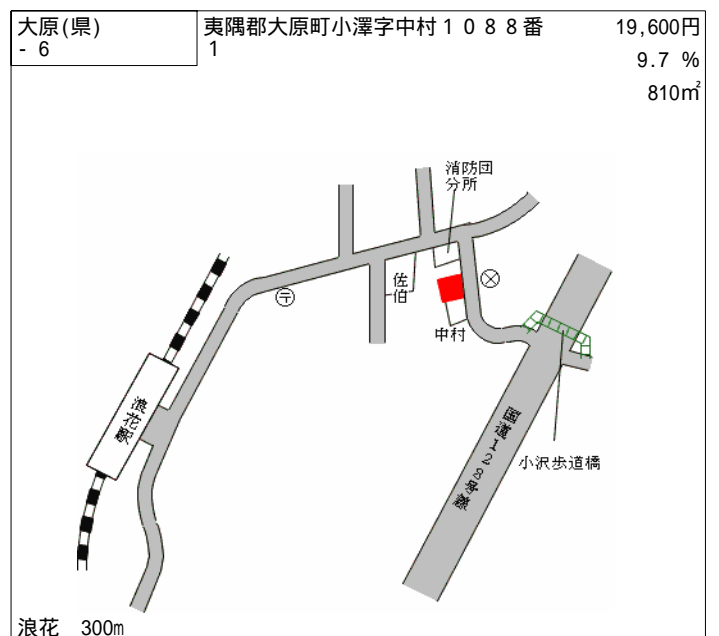 大原(県)
- 6
夷隅郡大原町小澤字中村１０８８番
1
19,600円
9.7 %
810㎡
消防団
分所
佐
伯
〒
中村
浪花駅
国道128号線
小沢歩道橋
浪花 300m